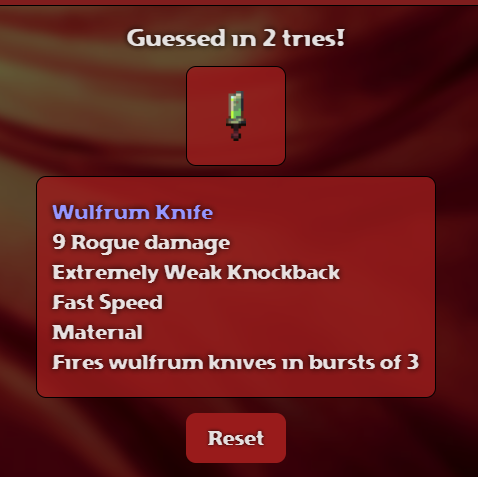 Guessed in 2 tries!
Wulfrum Knife
9 Rogue damage
Extremely Weak Knockback
Fast Speed
Material
Fires wulfrum knives in bursts of 3
Reset